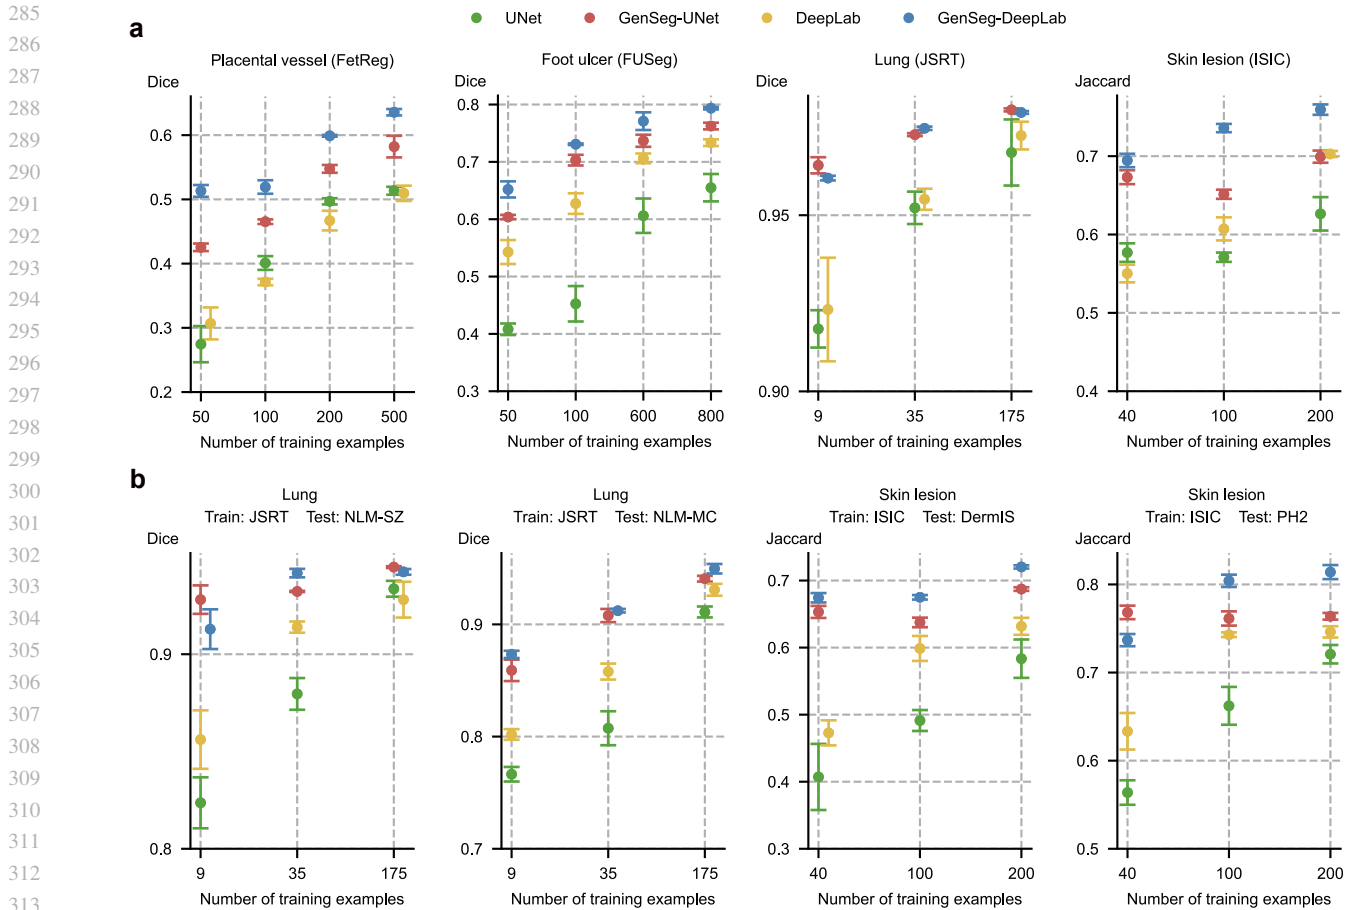 285
286
287
288
289
290
291
292
293
294
295
296
297
298
299
300
301
302
303
304
305
306
307
308
309
310
311
312
313
UNet GenSeg-UNet DeepLab GenSeg-DeepLab
a
Placental vessel (FetReg)
Dice
0.6
0.5
0.4
0.3
0.2
50 100 200 500
Number of training examples
Foot ulcer (FUSeg)
0.8
0.7
0.6
0.5
0.4
0.3
50 100 600 800
Number of training examples
Lung (JSRT)
Dice
0.95
0.90
9 35 175
Number of training examples
Skin lesion (ISIC)
Jaccard
0.7
0.6
0.5
0.4
40 100 200
Number of training examples
b
Lung
Train: JSRT Test: NLM-SZ
Dice
0.9
0.8
9 35 175
Number of training examples
Lung
Train: JSRT Test: NLM-MC
Dice
0.9
0.8
0.7
9 35 175
Number of training examples
Skin lesion
Train: ISIC Test: DermIS
Jaccard
0.7
0.6
0.5
0.4
0.3
40 100 200
Number of training examples
Skin lesion
Train: ISIC Test: PH2
Jaccard
0.8
0.7
0.6
0.5
40 100 200
Number of training examples